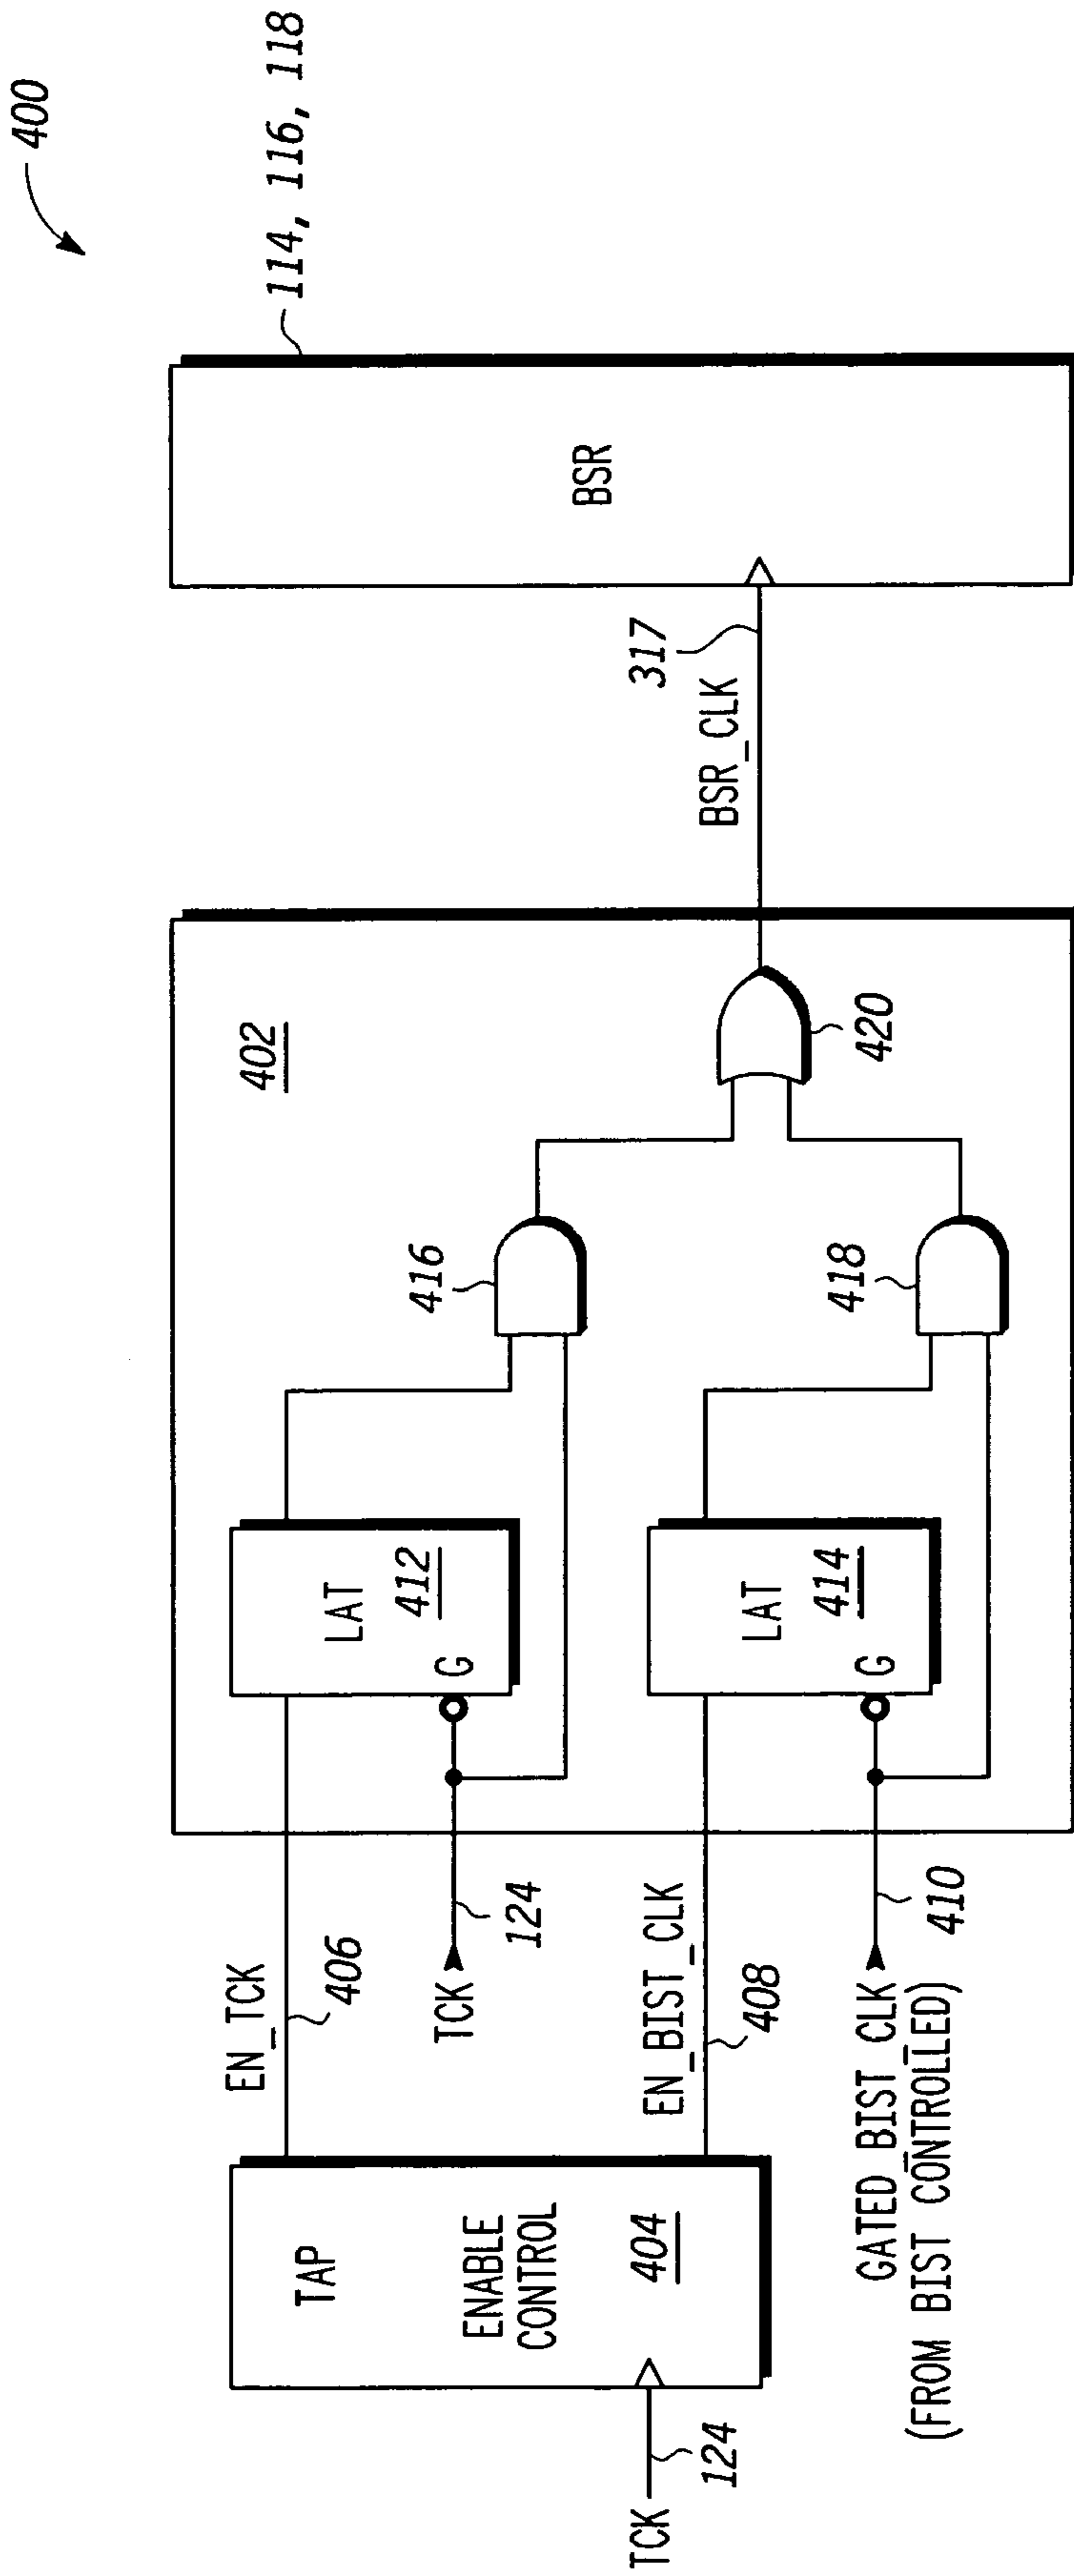 400
114, 116, 118
BSR
317
BSR_CLK
402
420
416
418
LAT
412
G
LAT
414
G
EN_TCK
406
124
TCK
EN_BIST_CLK
408
410
GATED_BIST_CLK
(FROM BIST CONTROLLED)
TAP
ENABLE
CONTROL
404
124
TCK